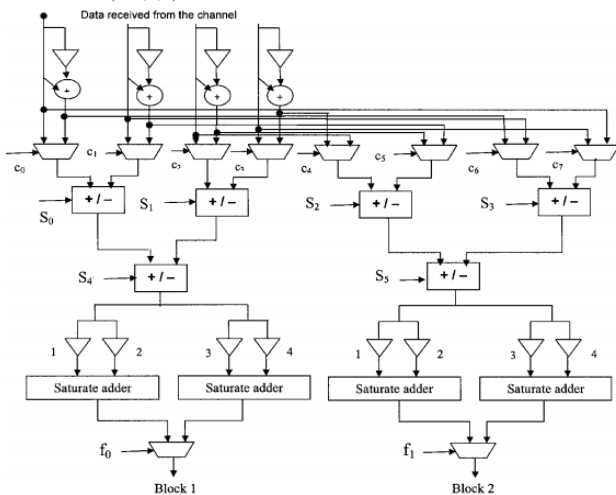 Data received from the channel
+ + + +
c0 c1 c2 c3 c4 c5 c6 c7
+ / − + / − + / − + / −
S0 S1 S2 S3
+ / − + / −
S4 S5
1 2 3 4 1 2 3 4
Saturate adder Saturate adder Saturate adder Saturate adder
f0 f1
Block 1 Block 2